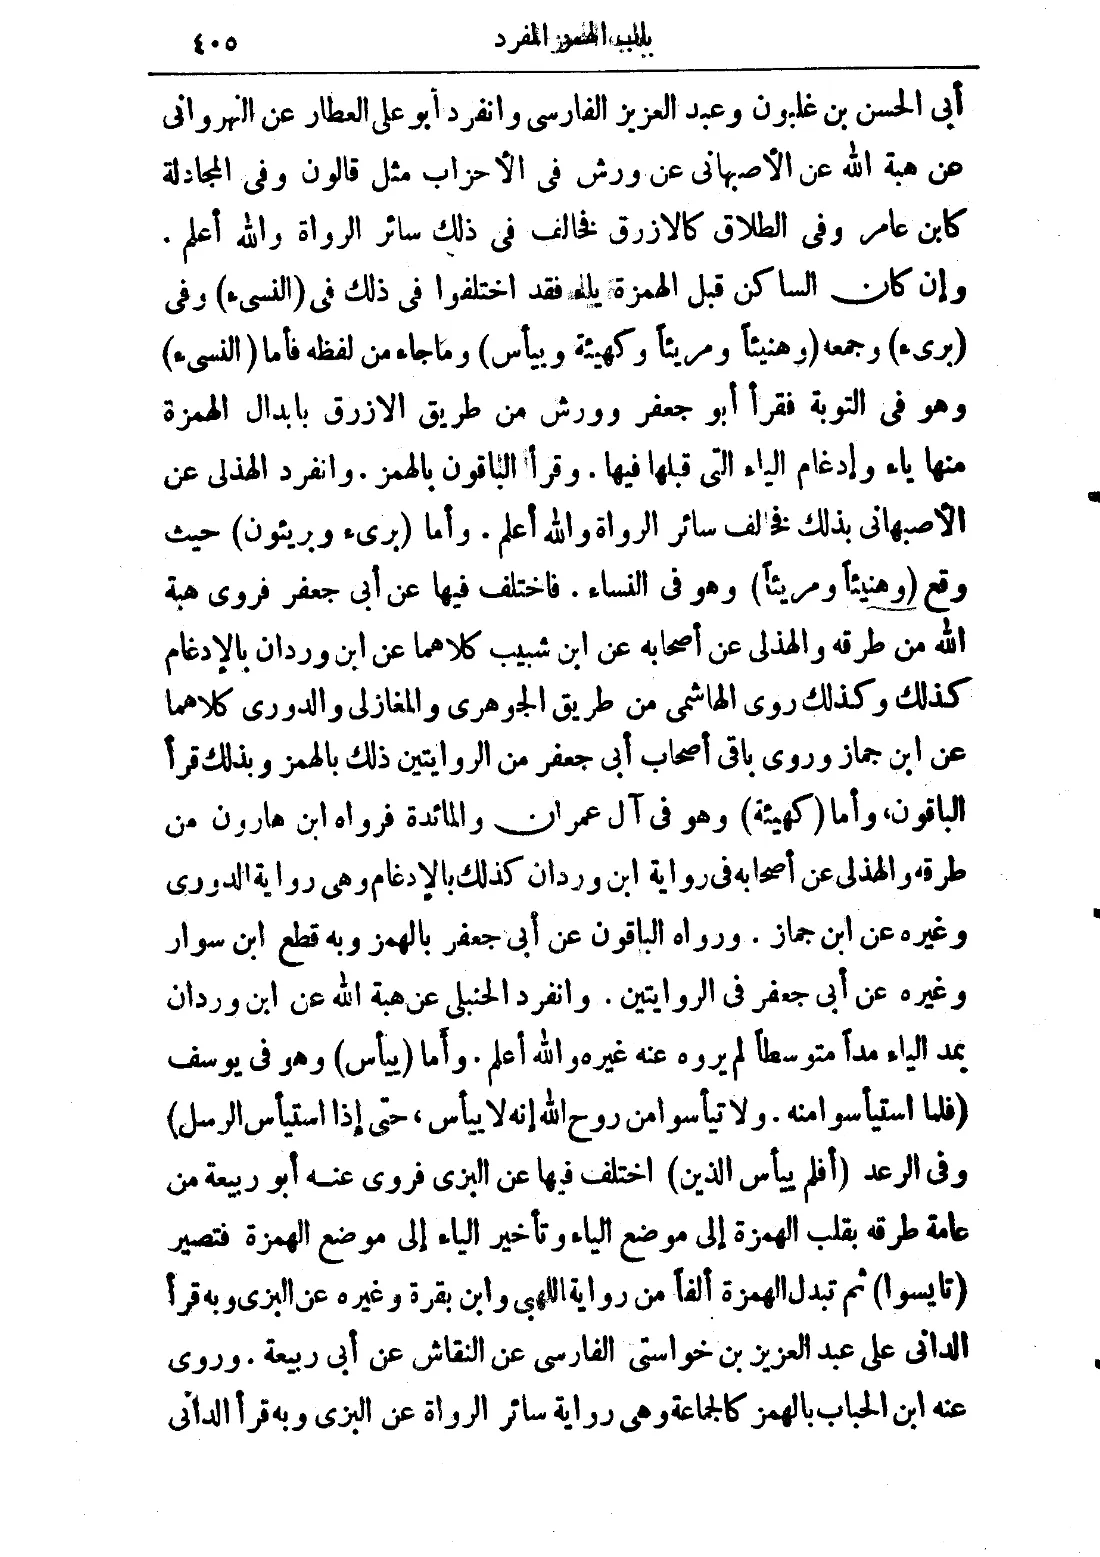 باب الهمز المفرد ٤٠٥
أبى الحسن بن غلبون وعبد العزيز الفارسى وانفرد أبو على العطار عن النهروانى
عن هبة الله عن الأصبهانى عن ورش فى الأحزاب مثل قالون وفى المجادلة
كابن عامر وفى الطلاق كالازرق فخالف فى ذلك سائر الرواة والله أعلم .
وإن كان الساكن قبل الهمزة ياء فقد اختلفوا فى ذلك فى (النسىء) وفى
(برىء) وجمعه (وهنيئاً ومريئاً وكهيئة وييأس) وماجاء من لفظه فأما (النسىء)
وهو فى التوبة فقرأ أبو جعفر وورش من طريق الازرق بابدال الهمزة
منها ياء وإدغام الياء التى قبلها فيها . وقرأ الباقون بالهمز . وانفرد الهذلى عن
الأصبهانى بذلك فخالف سائر الرواة والله أعلم . وأما (برىء وبريئون) حيث
وقع (وهنيئاً ومريئاً) وهو فى النساء . فاختلف فيها عن أبى جعفر فروى هبة
الله من طرقه والهذلى عن أصحابه عن ابن شبيب كلاهما عن ابن وردان بالإدغام
كذلك وكذلك روى الهاشمى من طريق الجوهرى والمغازلى والدورى كلاهما
عن ابن جماز وروى باقى أصحاب أبى جعفر من الروايتين ذلك بالهمز وبذلك قرأ
الباقون، وأما (كهيئة) وهو فى آل عمران والمائدة فرواه ابن هارون من
طرقه والهذلى عن أصحابه فى رواية ابن وردان كذلك بالإدغام وهى رواية الدورى
وغيره عن ابن جماز . ورواه الباقون عن أبى جعفر بالهمز وبه قطع ابن سوار
وغيره عن أبى جعفر فى الروايتين . وانفرد الحنبلى عن هبة الله عن ابن وردان
بمد الياء مداً متوسطاً لم يروه عنه غيره والله أعلم . وأما (ييأس) وهو فى يوسف
(فلما استيأسوا منه . ولا تيأسوا من روح الله إنه لا ييأس ، حتى إذا استيأس الرسل)
وفى الرعد (أفلم ييأس الذين) اختلف فيها عن البزى فروى عنه أبو ربيعة من
عامة طرقه بقلب الهمزة إلى موضع الياء وتأخير الياء إلى موضع الهمزة فتصير
(تايسوا) ثم تبدل الهمزة ألفاً من رواية اللهبى وابن بقرة وغيره عن البزى وبه قرأ
الدانى على عبد العزيز بن خواستى الفارسى عن النقاش عن أبى ربيعة . وروى
عنه ابن الحباب بالهمز كالجماعة وهى رواية سائر الرواة عن البزى وبه قرأ الدانى